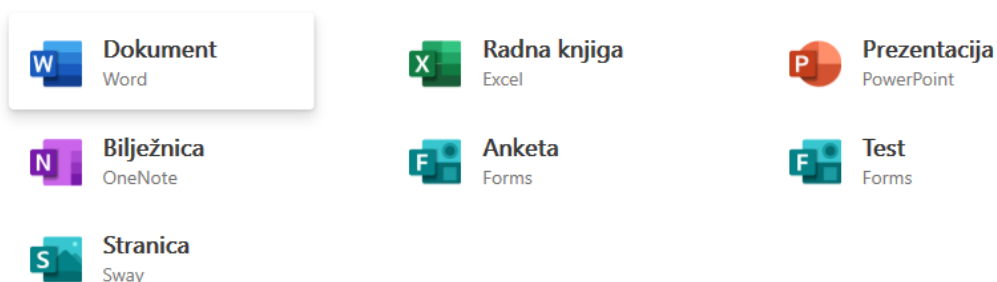 Dokument
Word
Radna knjiga
Excel
Prezentacija
PowerPoint
Bilježnica
OneNote
Anketa
Forms
Test
Forms
Stranica
Sway